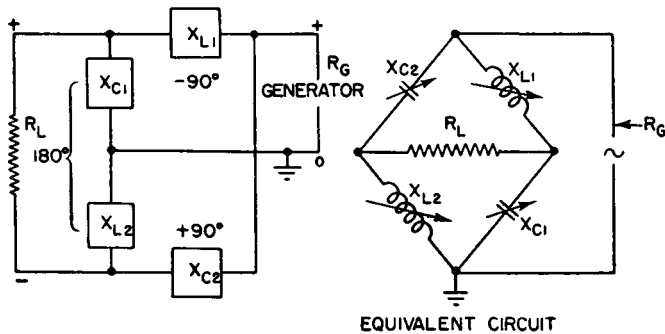 +
+
X_L1
-90°
X_C1
R_G
GENERATOR
R_L
180°
0
X_L2
+90°
X_C2
-
X_C2
X_L1
R_L
R_G
~
X_L2
X_C1
EQUIVALENT CIRCUIT